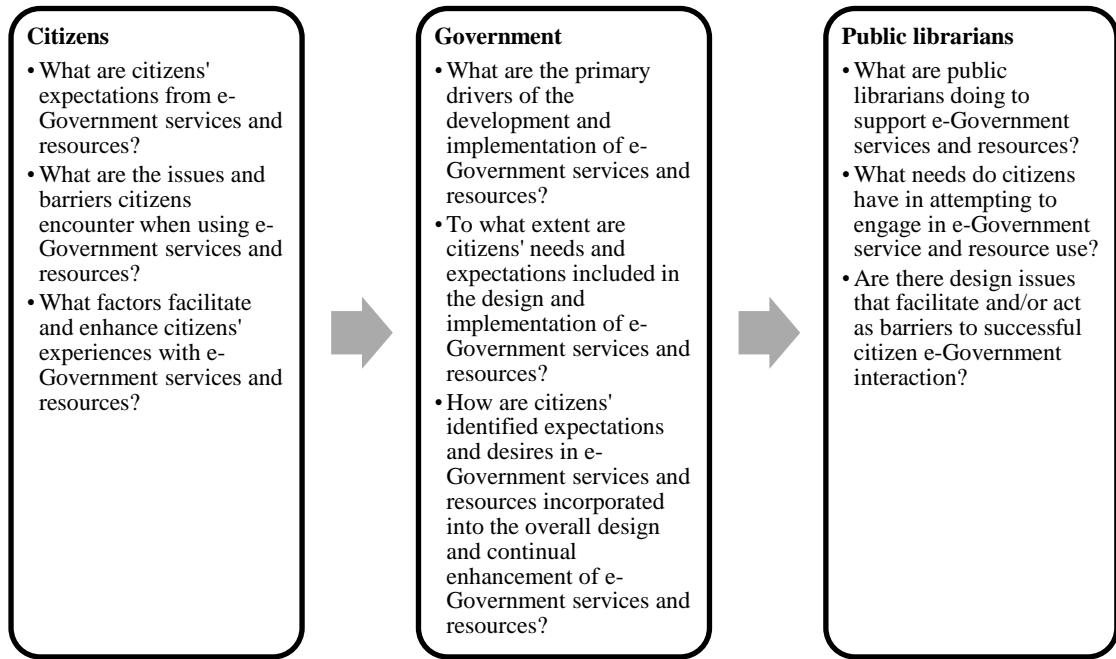 Citizens
• What are citizens'
expectations from e-
Government services and
resources?
• What are the issues and
barriers citizens
encounter when using e-
Government services and
resources?
• What factors facilitate
and enhance citizens'
experiences with e-
Government services and
resources?
Government
• What are the primary
drivers of the
development and
implementation of e-
Government services and
resources?
• To what extent are
citizens' needs and
expectations included in
the design and
implementation of e-
Government services and
resources?
• How are citizens'
identified expectations
and desires in e-
Government services and
resources incorporated
into the overall design
and continual
enhancement of e-
Government services and
resources?
Public librarians
• What are public
librarians doing to
support e-Government
services and resources?
• What needs do citizens
have in attempting to
engage in e-Government
service and resource use?
• Are there design issues
that facilitate and/or act
as barriers to successful
citizen e-Government
interaction?